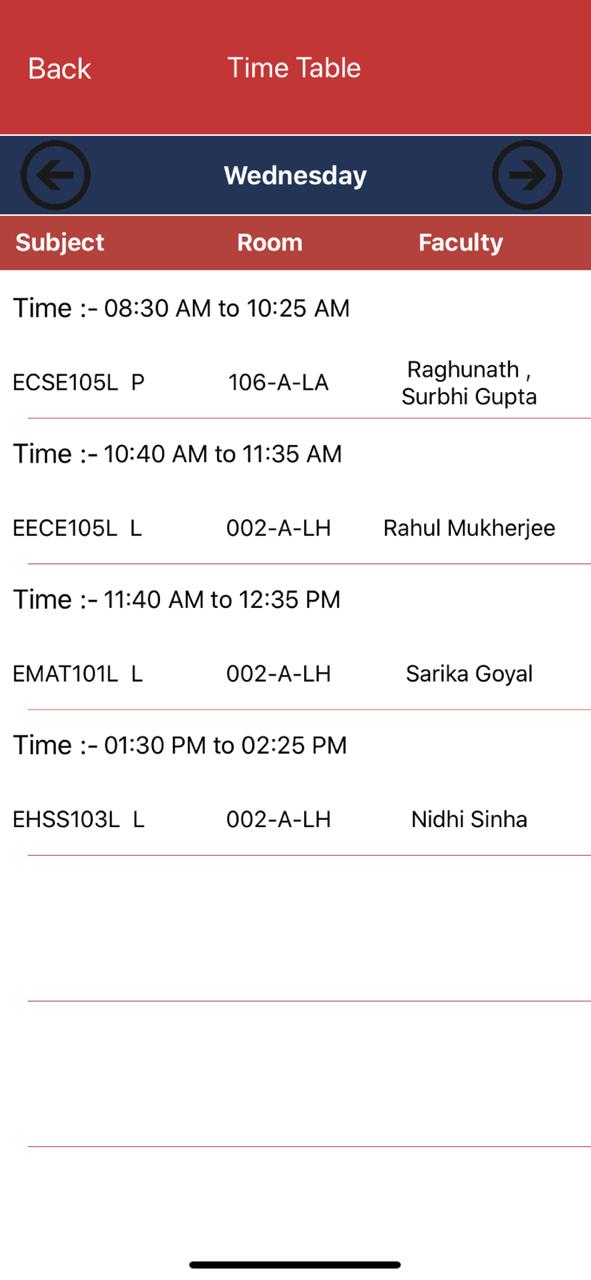 Back Time Table
Wednesday
Subject Room Faculty
Time :- 08:30 AM to 10:25 AM
ECSE105L P 106-A-LA Raghunath ,
Surbhi Gupta
Time :- 10:40 AM to 11:35 AM
EECE105L L 002-A-LH Rahul Mukherjee
Time :- 11:40 AM to 12:35 PM
EMAT101L L 002-A-LH Sarika Goyal
Time :- 01:30 PM to 02:25 PM
EHSS103L L 002-A-LH Nidhi Sinha